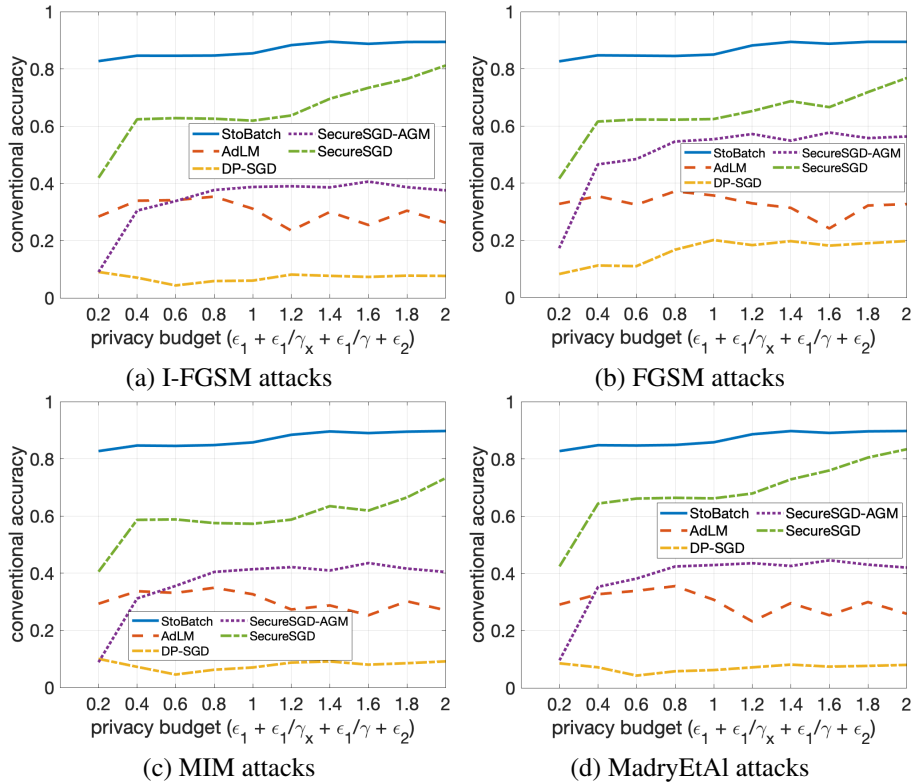 1
0.8
0.6
0.4
0.2
0
conventional accuracy
StoBatch
AdLM
DP-SGD
SecureSGD-AGM
SecureSGD
0.2 0.4 0.6 0.8 1 1.2 1.4 1.6 1.8 2
privacy budget (ϵ₁ + ϵ₁/γₓ + ϵ₁/γ + ϵ₂)
(a) I-FGSM attacks
1
0.8
0.6
0.4
0.2
0
conventional accuracy
StoBatch
AdLM
DP-SGD
SecureSGD-AGM
SecureSGD
0.2 0.4 0.6 0.8 1 1.2 1.4 1.6 1.8 2
privacy budget (ϵ₁ + ϵ₁/γₓ + ϵ₁/γ + ϵ₂)
(b) FGSM attacks
1
0.8
0.6
0.4
0.2
0
conventional accuracy
StoBatch
AdLM
DP-SGD
SecureSGD-AGM
SecureSGD
0.2 0.4 0.6 0.8 1 1.2 1.4 1.6 1.8 2
privacy budget (ϵ₁ + ϵ₁/γₓ + ϵ₁/γ + ϵ₂)
(c) MIM attacks
1
0.8
0.6
0.4
0.2
0
conventional accuracy
StoBatch
AdLM
DP-SGD
SecureSGD-AGM
SecureSGD
0.2 0.4 0.6 0.8 1 1.2 1.4 1.6 1.8 2
privacy budget (ϵ₁ + ϵ₁/γₓ + ϵ₁/γ + ϵ₂)
(d) MadryEtAl attacks